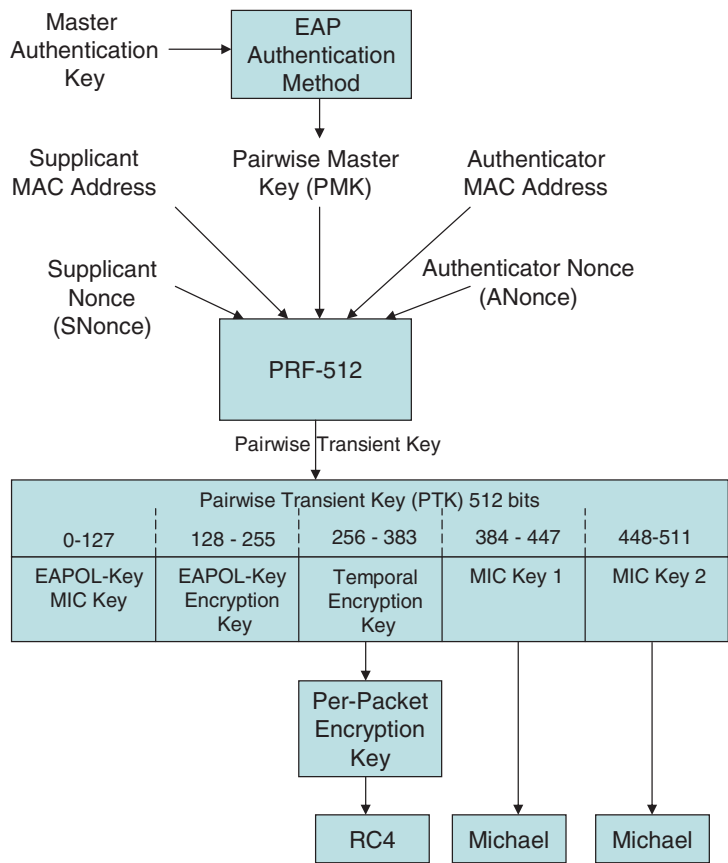 Master
Authentication
Key
EAP
Authentication
Method
Supplicant
MAC Address
Pairwise Master
Key (PMK)
Authenticator
MAC Address
Supplicant
Nonce
(SNonce)
Authenticator Nonce
(ANonce)
PRF-512
Pairwise Transient Key
Pairwise Transient Key (PTK) 512 bits
0-127
128 - 255
256 - 383
384 - 447
448-511
EAPOL-Key
MIC Key
EAPOL-Key
Encryption
Key
Temporal
Encryption
Key
MIC Key 1
MIC Key 2
Per-Packet
Encryption
Key
RC4
Michael
Michael